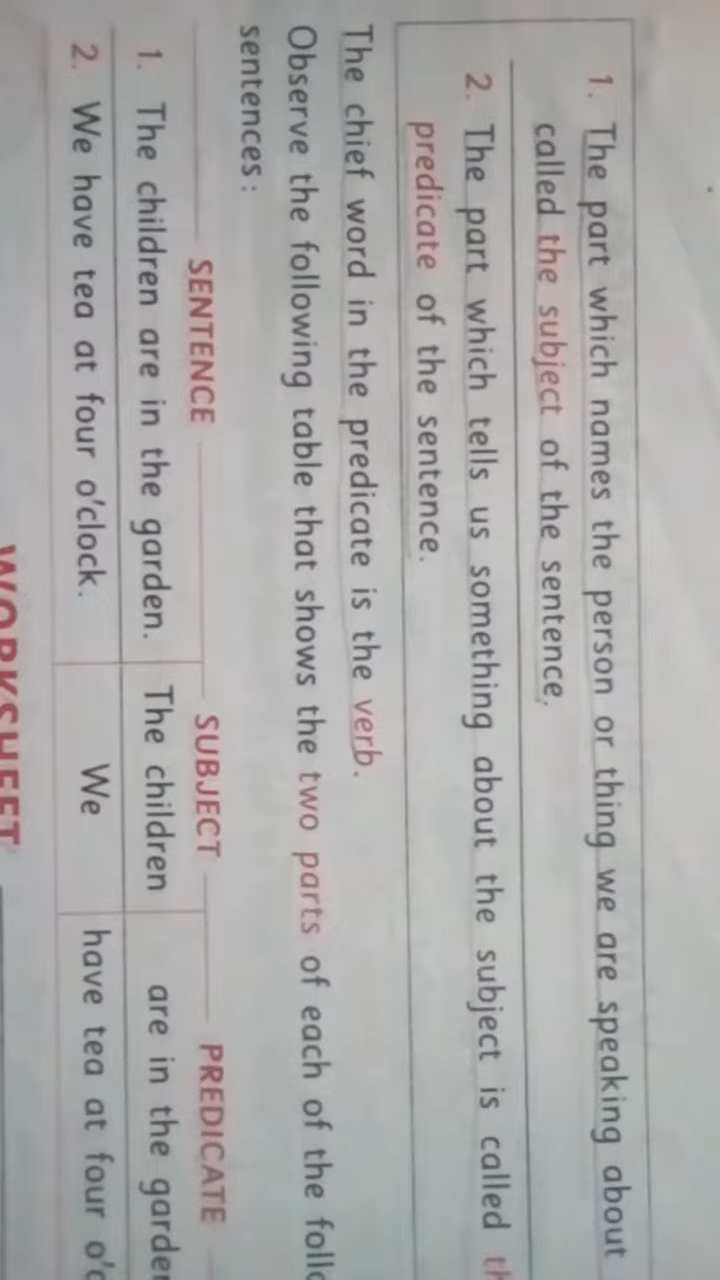 1. The part which names the person or thing we are speaking about
called the subject of the sentence.
2. The part which tells us something about the subject is called
predicate of the sentence.
The chief word in the predicate is the verb.
Observe the following table that shows the two parts of each of the
sentences:
SENTENCE SUBJECT PREDICATE
1. The children are in the garden. The children are in the
2. We have tea at four o'clock. We have tea at four
WORKSHEET